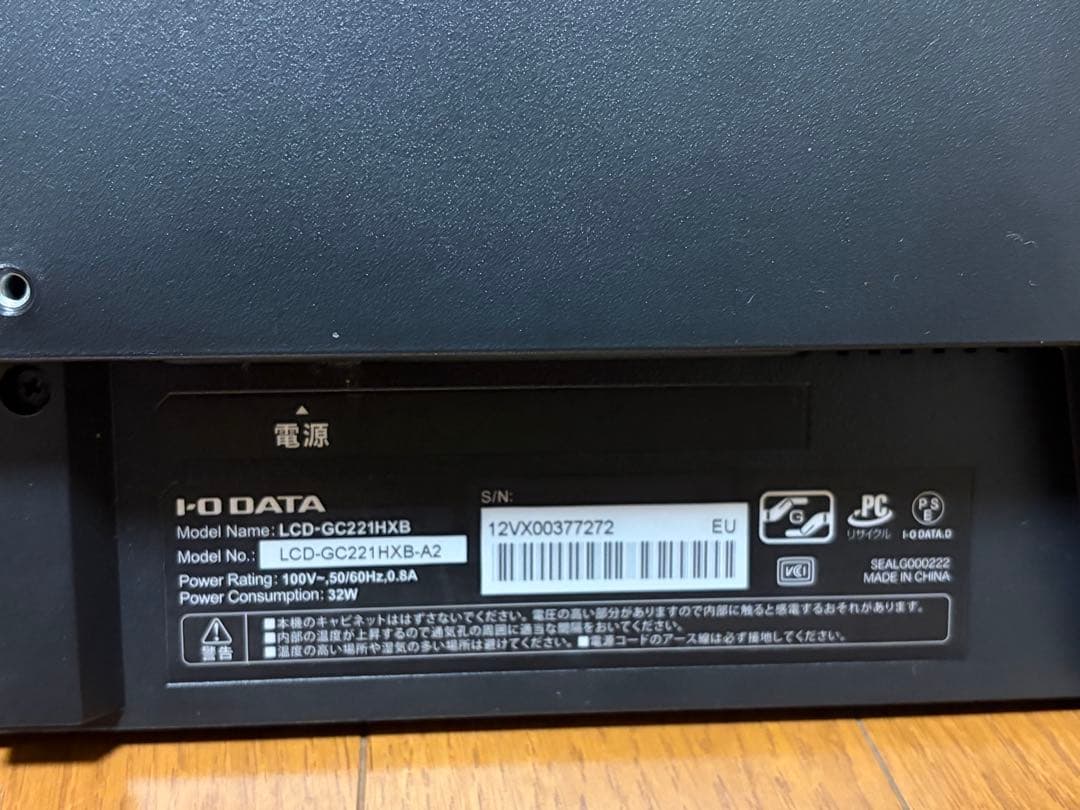 ▲
電源
I-O DATA
Model Name: LCD-GC221HXB
Model No.: LCD-GC221HXB-A2
Power Rating: 100V~,50/60Hz,0.8A
Power Consumption: 32W
S/N:
12VX00377272 EU
G
PCリサイクル
PSE
I-O DATA.D
VCI
SEALG000222
MADE IN CHINA
警告
■本機のキャビネットははずさないでください。電圧の高い部分がありますので内部に触ると感電するおそれがあります。
■内部の温度が上昇するので通気孔の周囲に適当な間隔をおいてください。
■温度の高い場所や湿気の多い場所は避けてください。■電源コードのアース線は必ず接地してください。